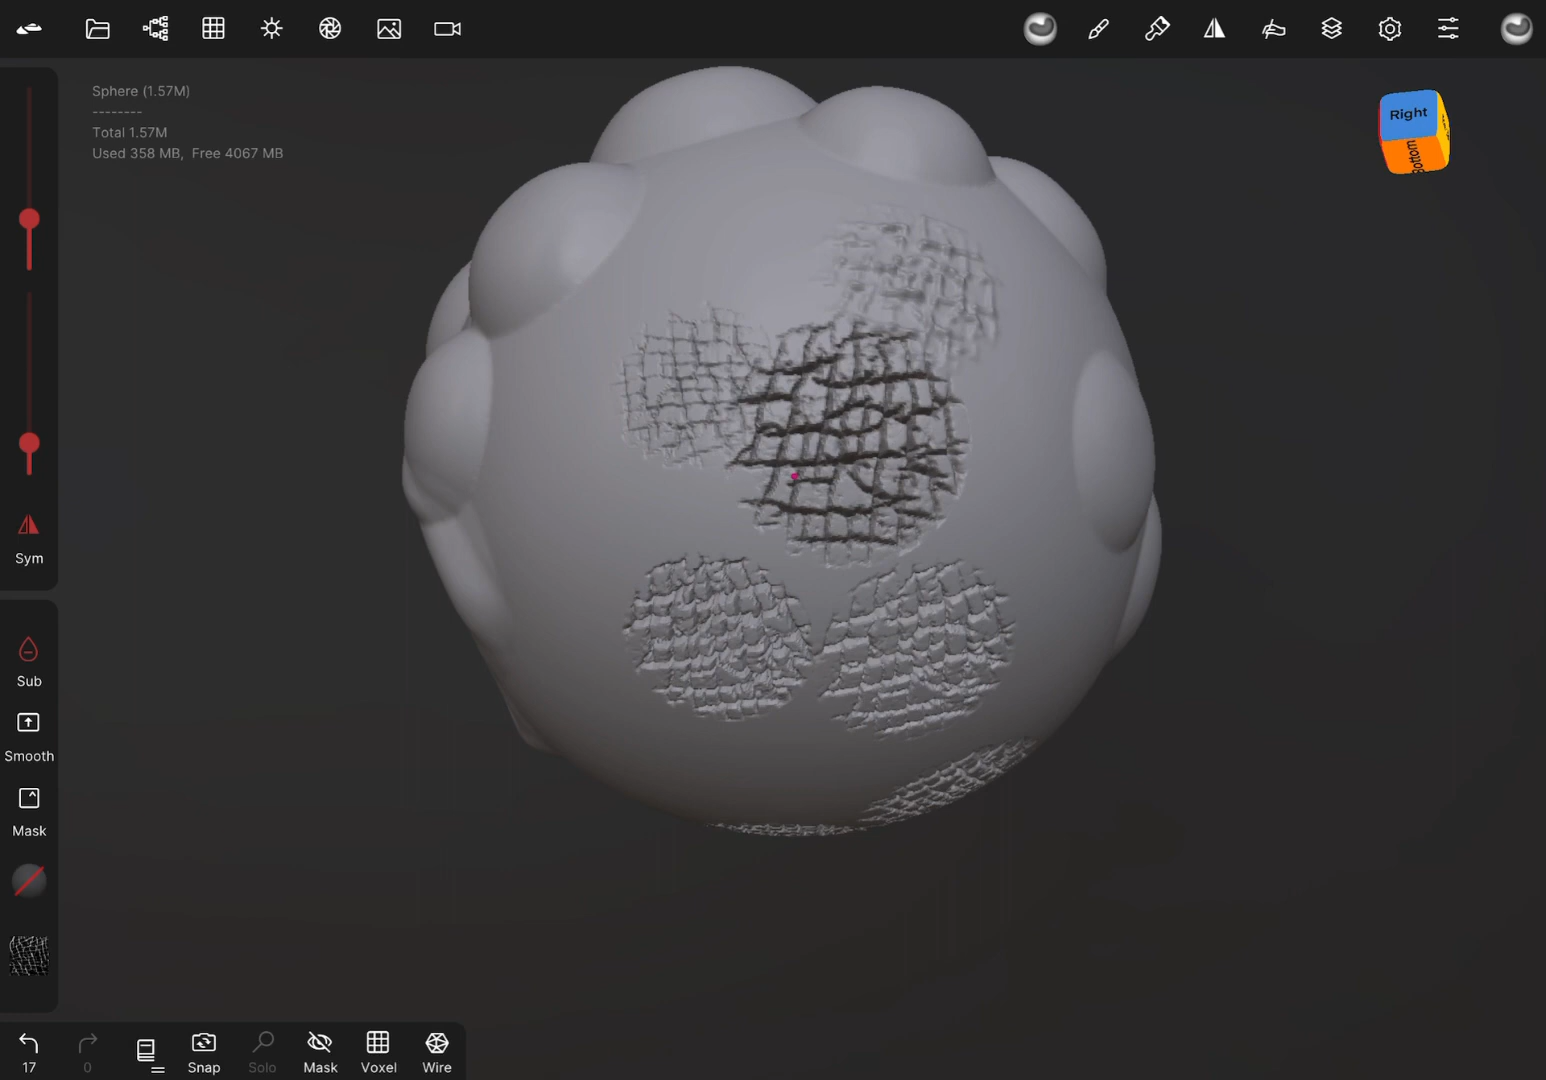 Sphere (1.57M)
--------
Total 1.57M
Used 358 MB, Free 4067 MB
Right
Bottom
Sym
Sub
Smooth
Mask
17
0
Snap
Solo
Mask
Voxel
Wire